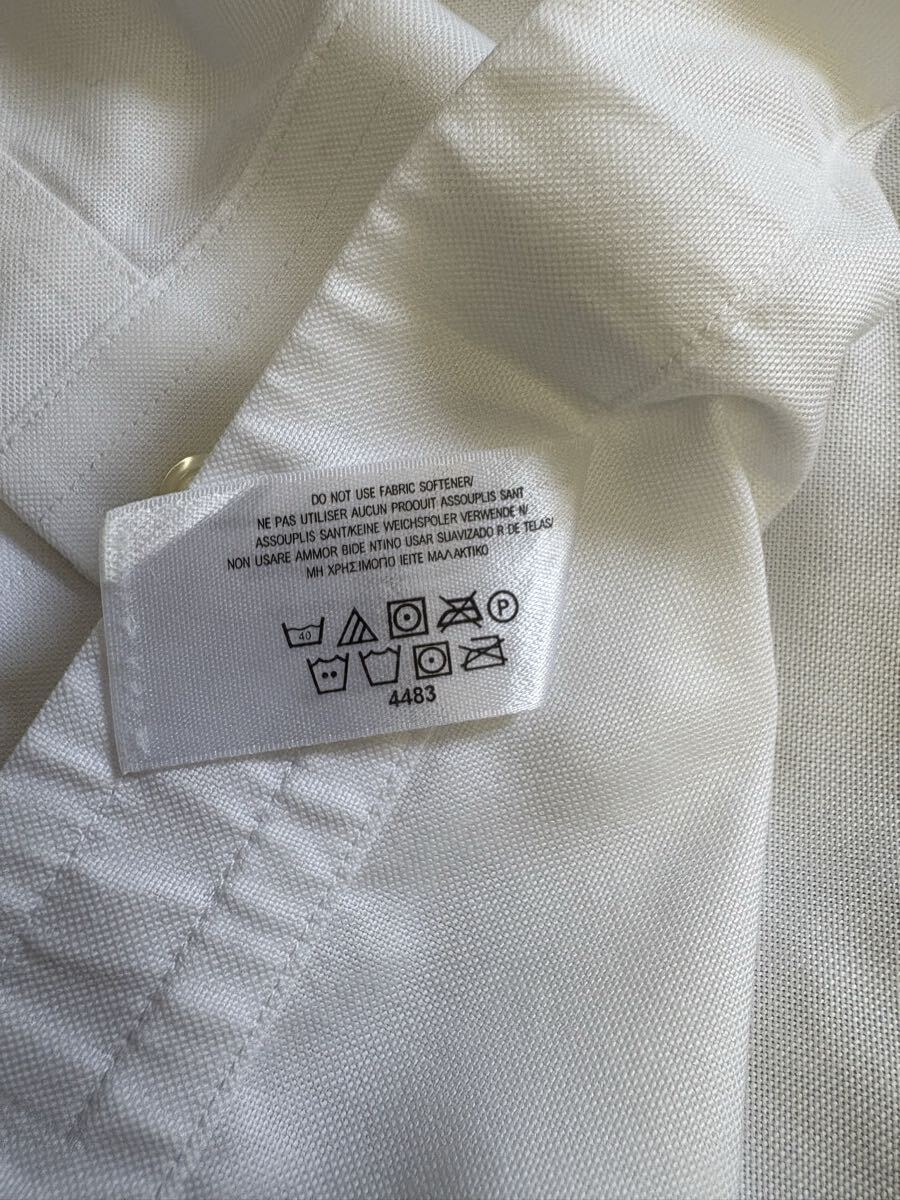 DO NOT USE FABRIC SOFTENER/
NE PAS UTILISER AUCUN PROOUIT ASSOUPLIS SANT
ASSOUPLIS SANT/KEINE WEICHSPOLER VERWENDE N/
NON USARE AMMOR BIDE NTINO USAR SUAVIZADO R DE TELAS/
ΜΗ ΧΡΗΣΙΜΟΠΟ ΙΕΙΤΕ ΜΑΛΑΚΤΙΚΟ
40 P
4483